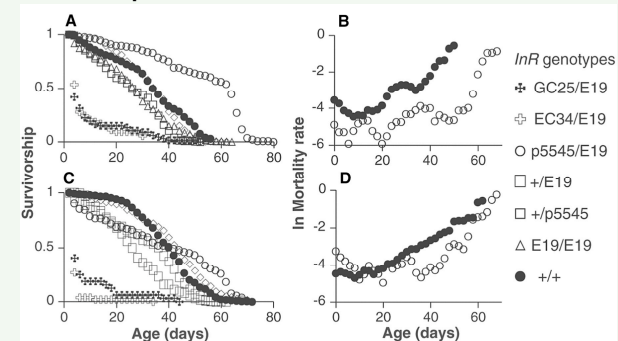 A
B
1
0.5
0
0
20
40
60
80
0
-2
-4
-6
0
20
40
60
InR genotypes
GC25/E19
EC34/E19
p5545/E19
+/E19
+/p5545
E19/E19
+/+
Survivorship
ln Mortality rate
C
D
1
0.5
0
0
20
40
60
80
Age (days)
0
-2
-4
-6
0
20
40
60
Age (days)